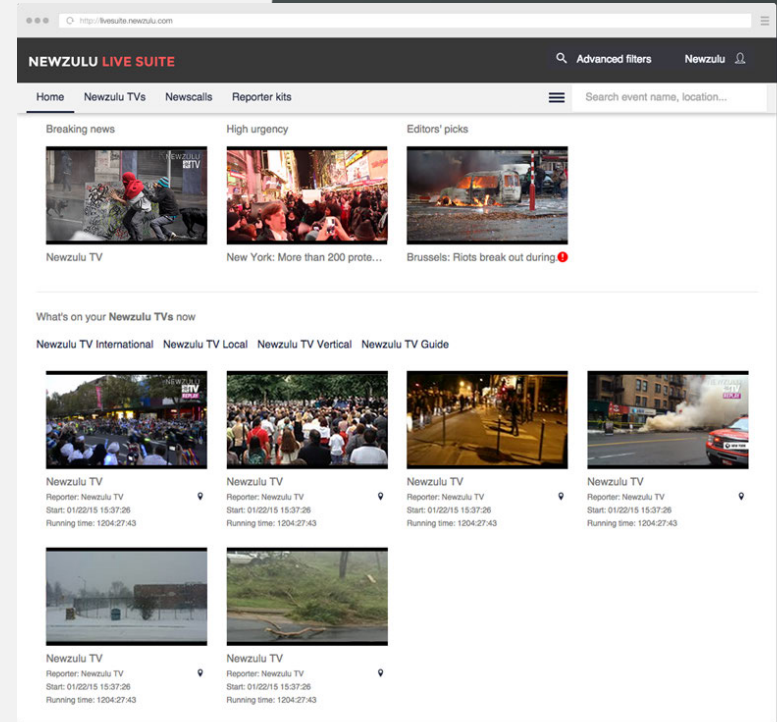 http://livesuite.newzulu.com
NEWZULU LIVE SUITE
Advanced filters
Newzulu
Home Newzulu TVs Newscalls Reporter kits
Search event name, location...
Breaking news High urgency Editors' picks
NEWZULU
TV
Newzulu TV New York: More than 200 prote... Brussels: Riots break out during.
What's on your Newzulu TVs now
Newzulu TV International Newzulu TV Local Newzulu TV Vertical Newzulu TV Guide
NEWZULU
TV
REPLAY
NEWZULU
TV
REPLAY
Newzulu TV Newzulu TV Newzulu TV Newzulu TV
Reporter: Newzulu TV Reporter: Newzulu TV Reporter: Newzulu TV Reporter: Newzulu TV
Start: 01/22/15 15:37:26 Start: 01/22/15 15:37:26 Start: 01/22/15 15:37:26 Start: 01/22/15 15:37:26
Running time: 1204:27:43 Running time: 1204:27:43 Running time: 1204:27:43 Running time: 1204:27:43
Newzulu TV Newzulu TV
Reporter: Newzulu TV Reporter: Newzulu TV
Start: 01/22/15 15:37:26 Start: 01/22/15 15:37:26
Running time: 1204:27:43 Running time: 1204:27:43